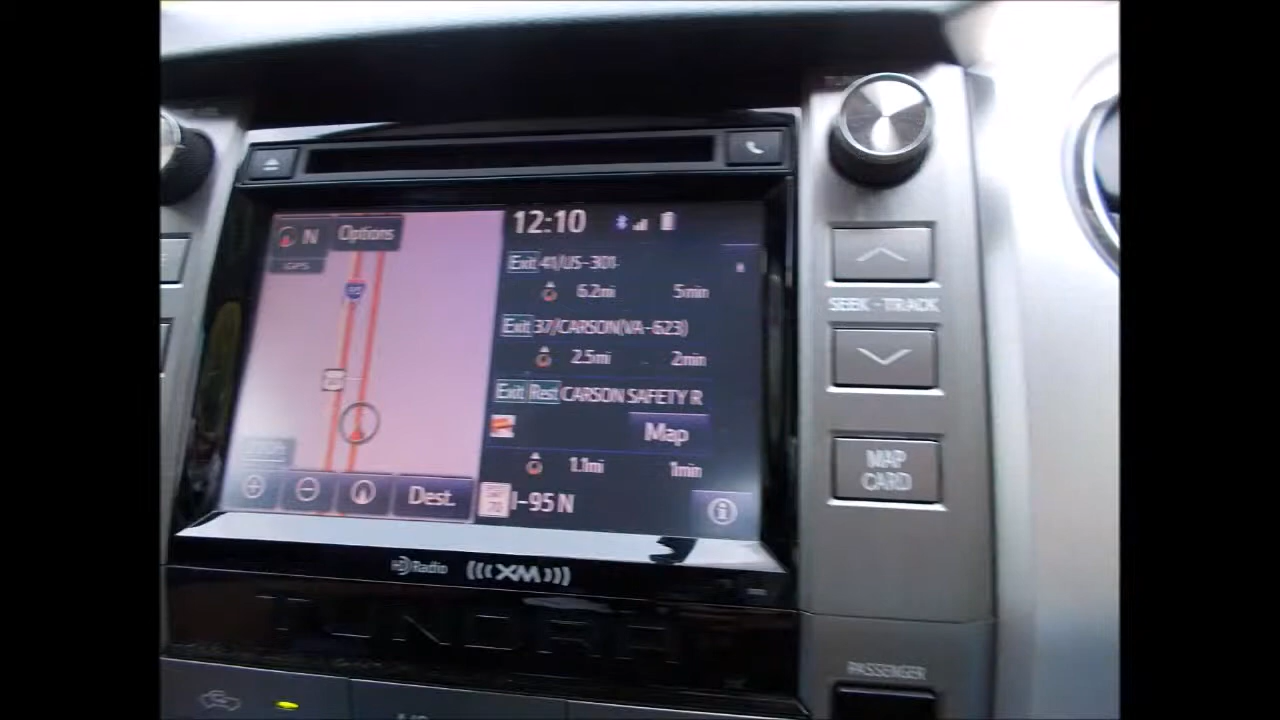 N Options
GPS
12:10
Exit 41/US-301
6.2mi 5min
Exit 37/CARSON(VA-623)
2.5mi 2min
Exit Rest CARSON SAFETY R
Map
1.1mi 1min
Dest.
I-95 N
SEEK-TRACK
MAP
CARD
HD Radio
XM
TUNDRA
PASSENGER